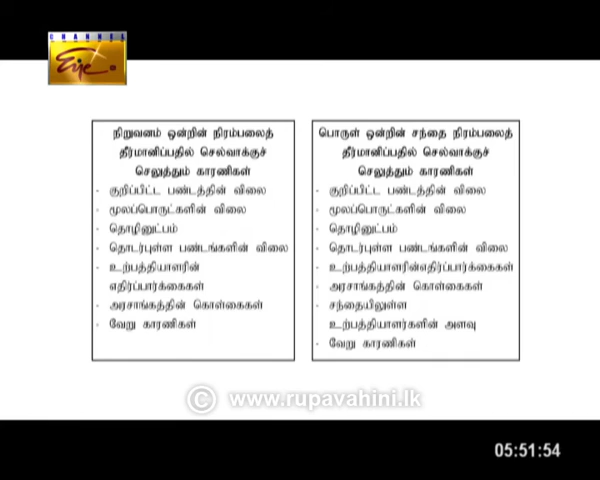 CHANNEL
Eye
நிறுவனம் ஒன்றின் நிரம்பலைத்
தீர்மானிப்பதில் செல்வாக்குச்
செலுத்தும் காரணிகள்
- குறிப்பிட்ட பண்டத்தின் விலை
- மூலப்பொருட்களின் விலை
- தொழினுட்பம்
- தொடர்புள்ள பண்டங்களின் விலை
- உற்பத்தியாளரின்
எதிர்பார்க்கைகள்
- அரசாங்கத்தின் கொள்கைகள்
- வேறு காரணிகள்
பொருள் ஒன்றின் சந்தை நிரம்பலைத்
தீர்மானிப்பதில் செல்வாக்குச்
செலுத்தும் காரணிகள்
- குறிப்பிட்ட பண்டத்தின் விலை
- மூலப்பொருட்களின் விலை
- தொழினுட்பம்
- தொடர்புள்ள பண்டங்களின் விலை
- உற்பத்தியாளரின்எதிர்பார்க்கைகள்
- அரசாங்கத்தின் கொள்கைகள்
- சந்தையிலுள்ள
உற்பத்தியாளர்களின் அளவு
- வேறு காரணிகள்
© www.rupavahini.lk
05:51:54